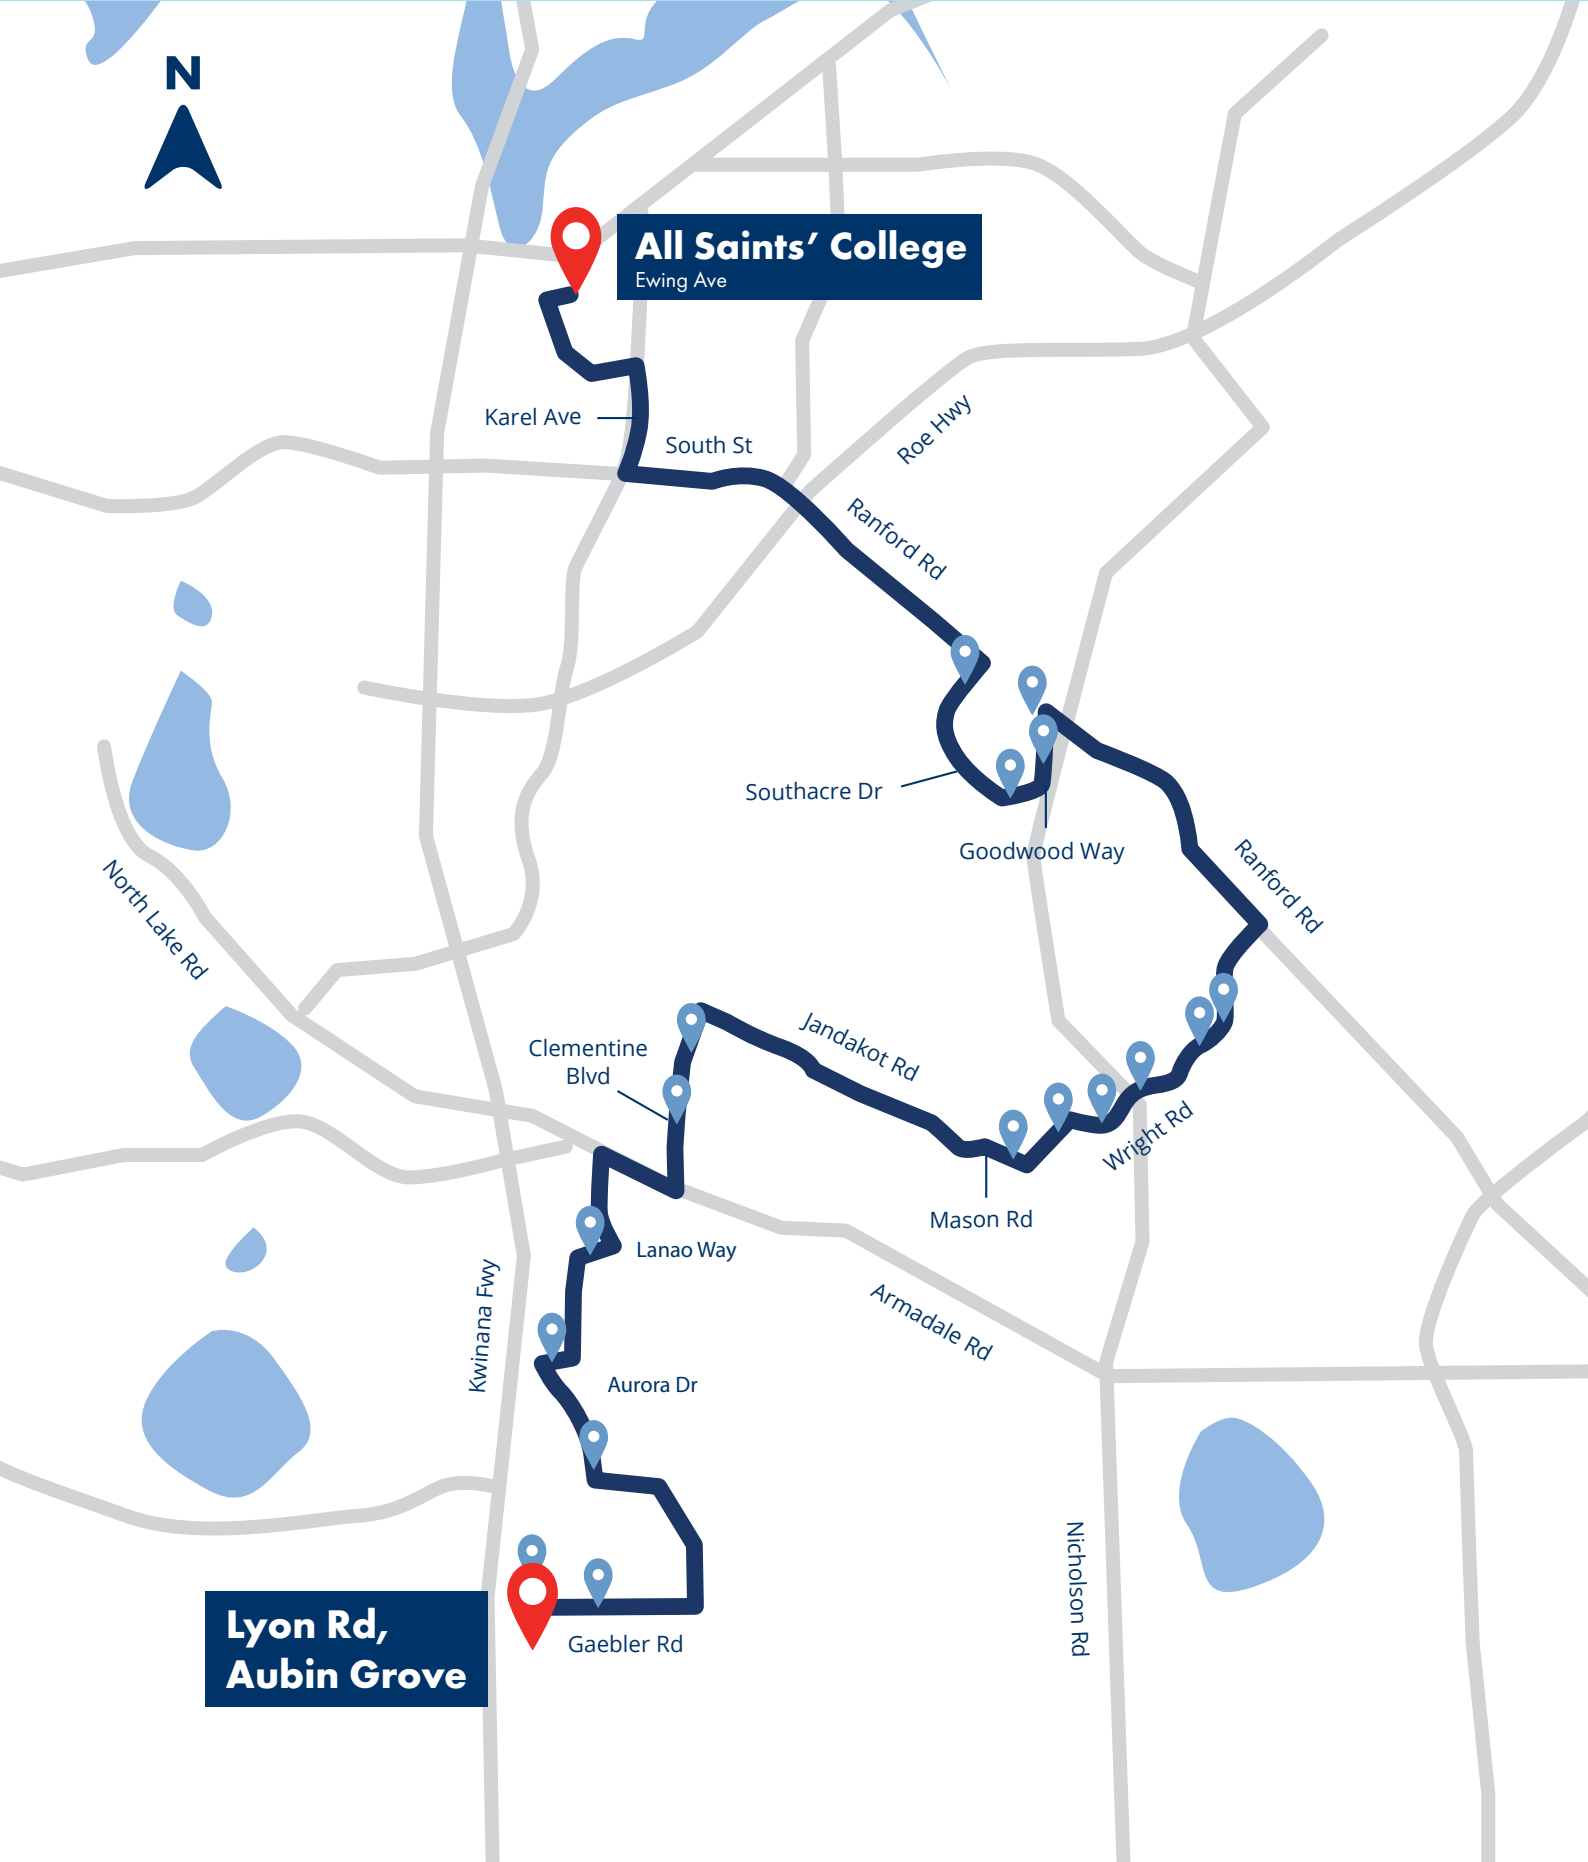 N
All Saints’ College
Ewing Ave
Karel Ave
South St
Roe Hwy
Ranford Rd
Southacre Dr
Goodwood Way
Ranford Rd
North Lake Rd
Jandakot Rd
Clementine
Blvd
Wright Rd
Mason Rd
Lanao Way
Kwinana Fwy
Armadale Rd
Aurora Dr
Nicholson Rd
Lyon Rd,
Aubin Grove
Gaebler Rd